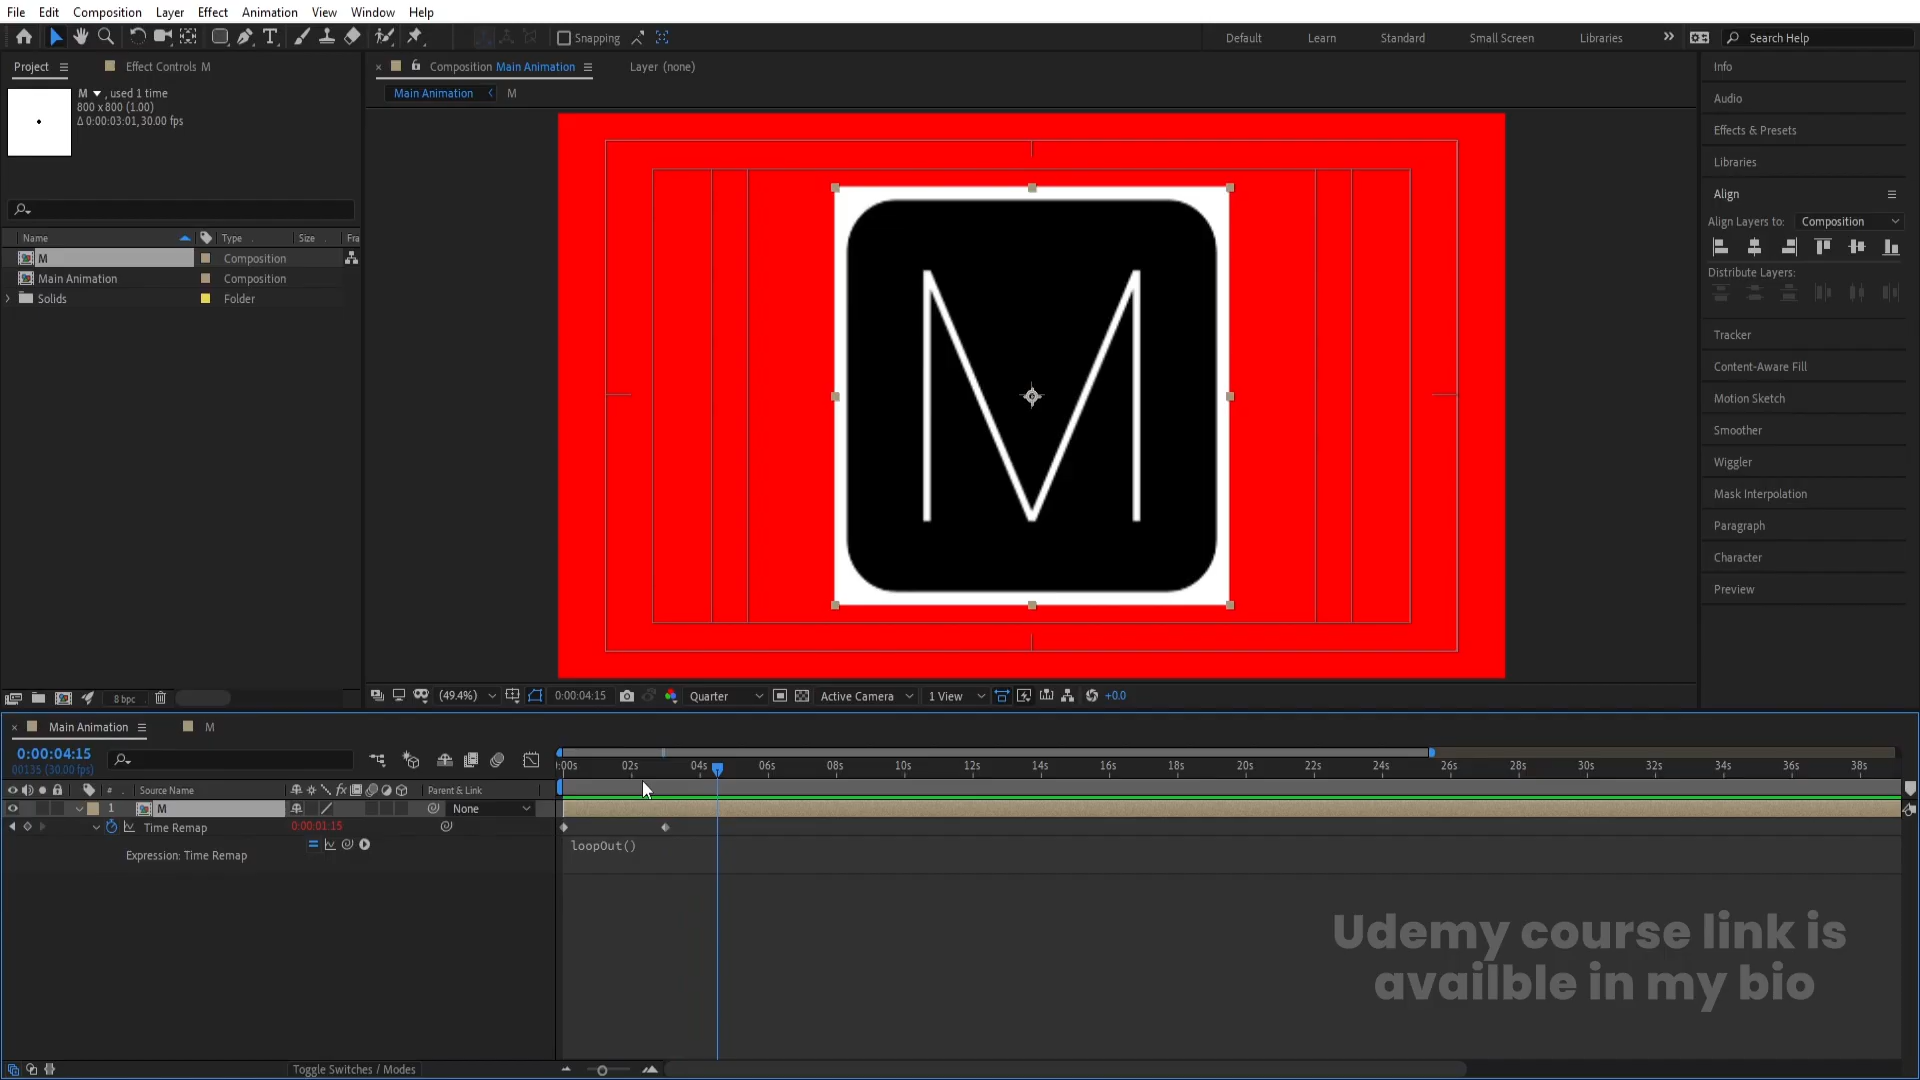 File Edit Composition Layer Effect Animation View Window Help
Snapping Default Learn Standard Small Screen Libraries Search Help
Project Effect Controls M
M , used 1 time
800 x 800 (1.00)
Δ 0:00:03:01, 30.00 fps
Name Type Size Fra
M Composition
Main Animation Composition
Solids Folder
8 bpc
Composition Main Animation Layer (none)
Main Animation M
M
(49.4%) 0:00:04:15 Quarter Active Camera 1 View +0.0
Info
Audio
Effects & Presets
Libraries
Align
Align Layers to: Composition
Distribute Layers:
Tracker
Content-Aware Fill
Motion Sketch
Smoother
Wiggler
Mask Interpolation
Paragraph
Character
Preview
Main Animation M
0:00:04:15
00135 (30.00 fps)
:00s 02s 04s 06s 08s 10s 12s 14s 16s 18s 20s 22s 24s 26s 28s 30s 32s 34s 36s 38s
# Source Name fx Parent & Link
1 M None
Time Remap 0:00:01:15
Expression: Time Remap loopOut()
Udemy course link is
availble in my bio
Toggle Switches / Modes